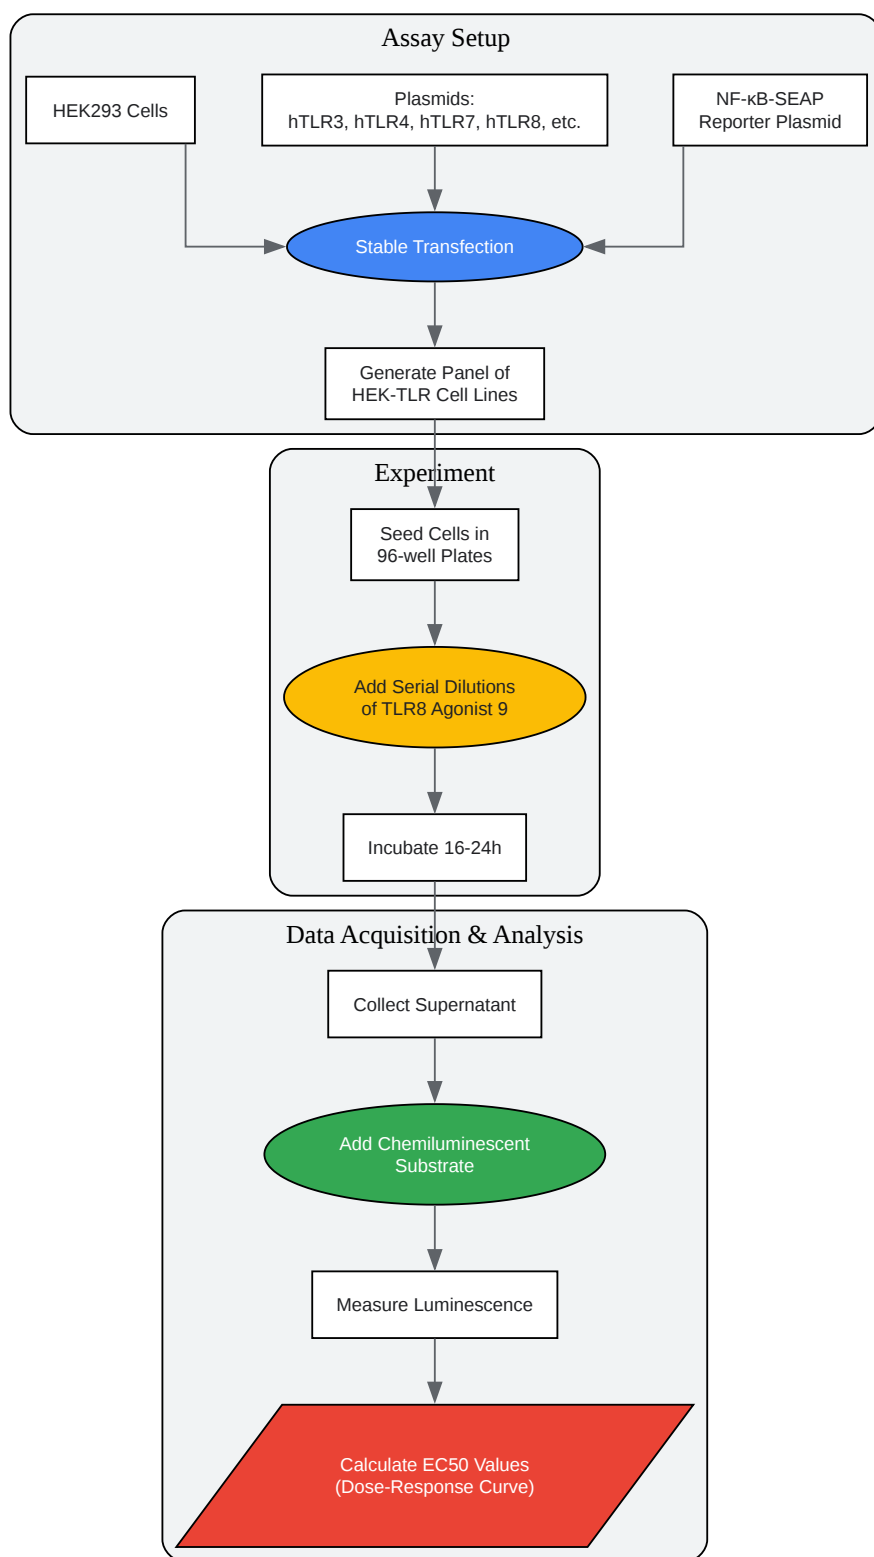 Assay Setup
HEK293 Cells
Plasmids:
hTLR3, hTLR4, hTLR7, hTLR8, etc.
NF-κB-SEAP
Reporter Plasmid
Stable Transfection
Generate Panel of
HEK-TLR Cell Lines
Experiment
Seed Cells in
96-well Plates
Add Serial Dilutions
of TLR8 Agonist 9
Incubate 16-24h
Data Acquisition & Analysis
Collect Supernatant
Add Chemiluminescent
Substrate
Measure Luminescence
Calculate EC50 Values
(Dose-Response Curve)